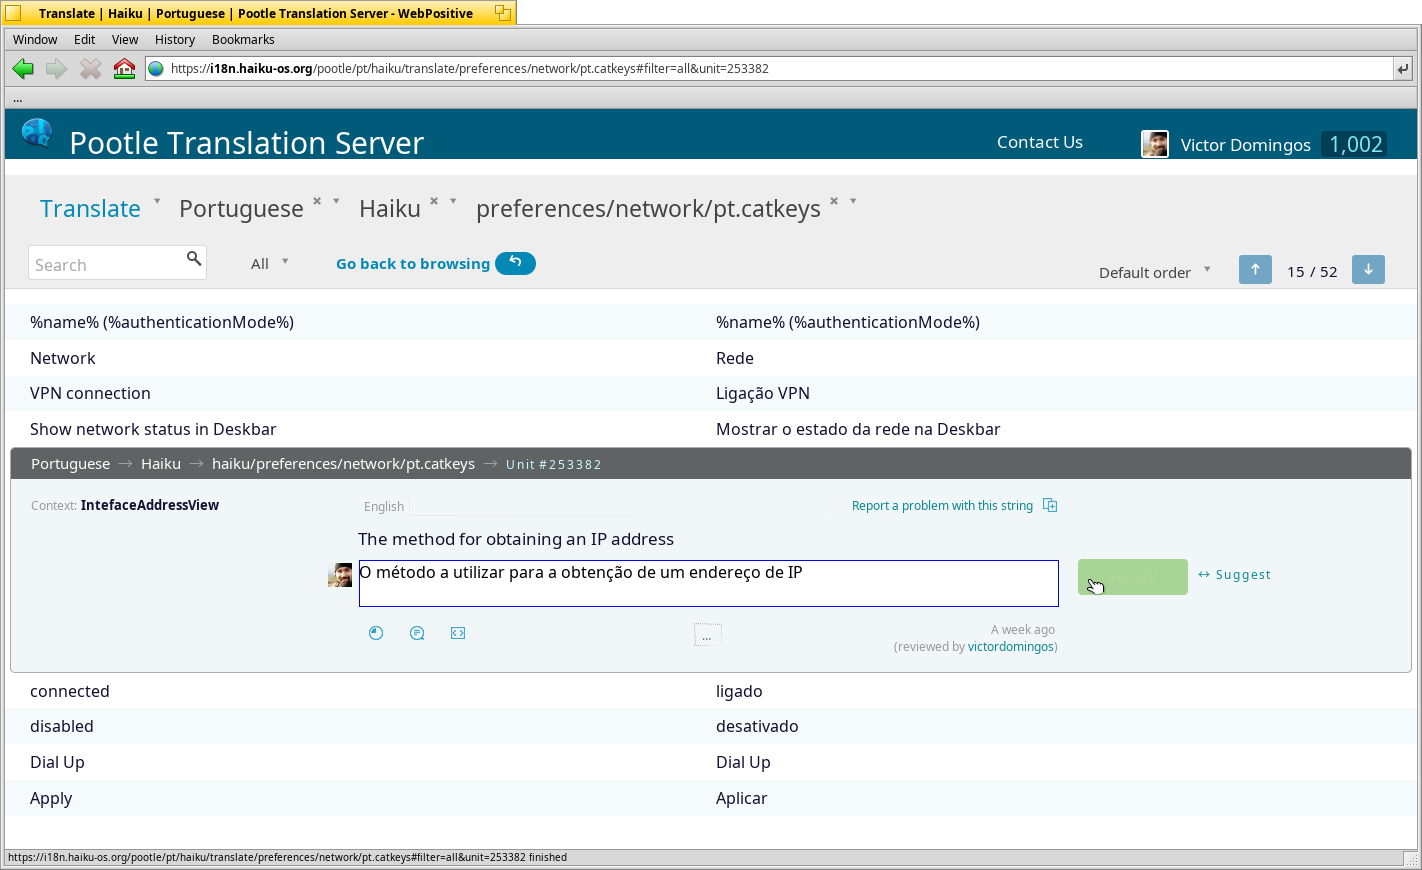 Translate | Haiku | Portuguese | Pootle Translation Server - WebPositive
Window Edit View History Bookmarks
https://i18n.haiku-os.org/pootle/pt/haiku/translate/preferences/network/pt.catkeys#filter=all&unit=253382
...
Pootle Translation Server Contact Us Victor Domingos 1,002
Translate Portuguese Haiku preferences/network/pt.catkeys
Search All Go back to browsing Default order 15 / 52
%name% (%authenticationMode%) %name% (%authenticationMode%)
Network Rede
VPN connection Ligação VPN
Show network status in Deskbar Mostrar o estado da rede na Deskbar
Portuguese → Haiku → haiku/preferences/network/pt.catkeys → Unit #253382
Context: IntefaceAddressView English Report a problem with this string
The method for obtaining an IP address
O método a utilizar para a obtenção de um endereço de IP
↔ Suggest
... A week ago
(reviewed by victordomingos)
connected ligado
disabled desativado
Dial Up Dial Up
Apply Aplicar
https://i18n.haiku-os.org/pootle/pt/haiku/translate/preferences/network/pt.catkeys#filter=all&unit=253382 finished